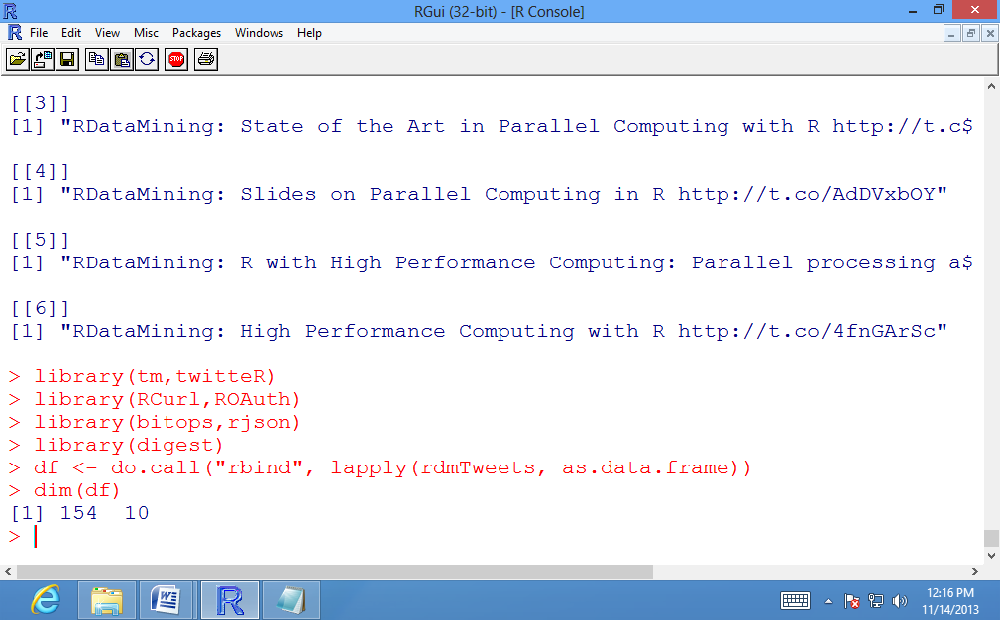 RGui (32-bit) - [R Console]
File Edit View Misc Packages Windows Help
STOP
[[3]]
[1] "RDataMining: State of the Art in Parallel Computing with R http://t.c$
[[4]]
[1] "RDataMining: Slides on Parallel Computing in R http://t.co/AdDVxbOY"
[[5]]
[1] "RDataMining: R with High Performance Computing: Parallel processing a$
[[6]]
[1] "RDataMining: High Performance Computing with R http://t.co/4fnGArSc"
> library(tm,twitteR)
> library(RCurl,ROAuth)
> library(bitops,rjson)
> library(digest)
> df <- do.call("rbind", lapply(rdmTweets, as.data.frame))
> dim(df)
[1] 154 10
>
12:16 PM
11/14/2013